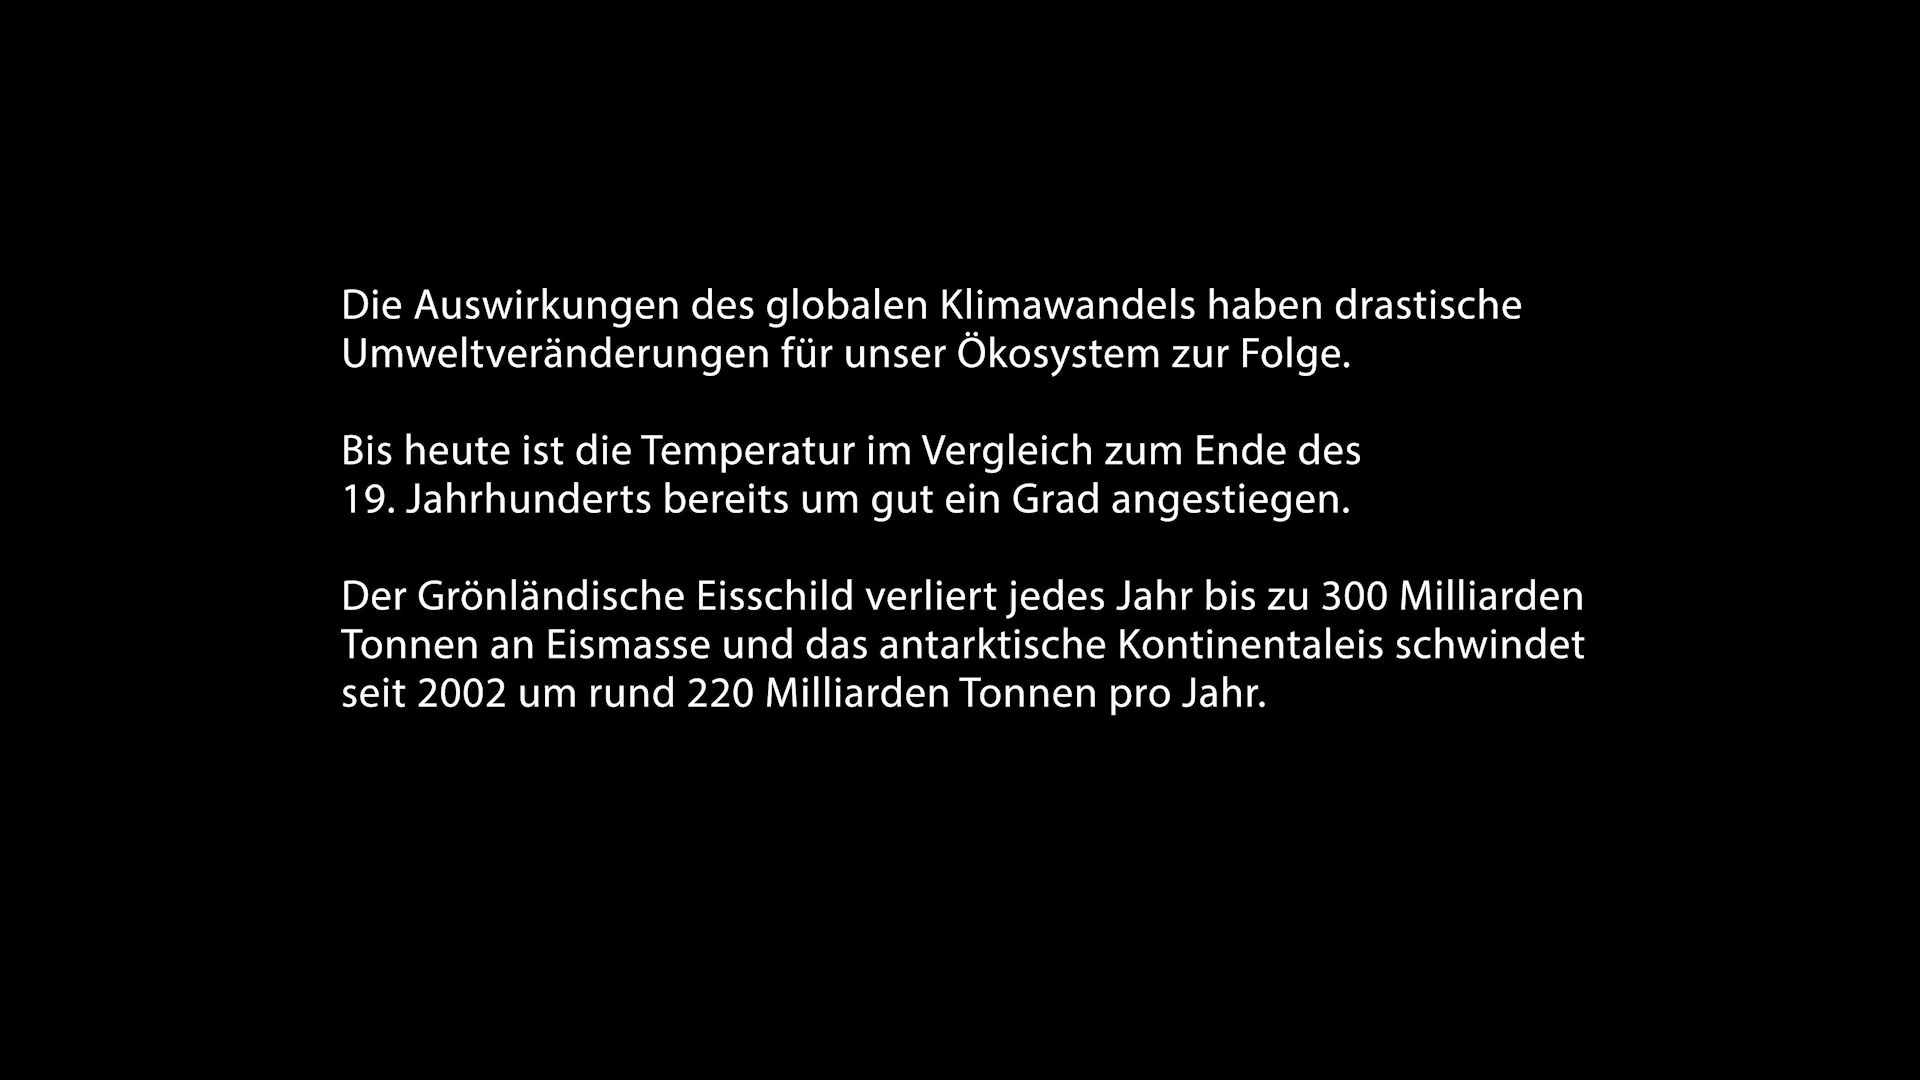 Die Auswirkungen des globalen Klimawandels haben drastische
Umweltveränderungen für unser Ökosystem zur Folge.
Bis heute ist die Temperatur im Vergleich zum Ende des
19. Jahrhunderts bereits um gut ein Grad angestiegen.
Der Grönländische Eisschild verliert jedes Jahr bis zu 300 Milliarden
Tonnen an Eismasse und das antarktische Kontinentaleis schwindet
seit 2002 um rund 220 Milliarden Tonnen pro Jahr.